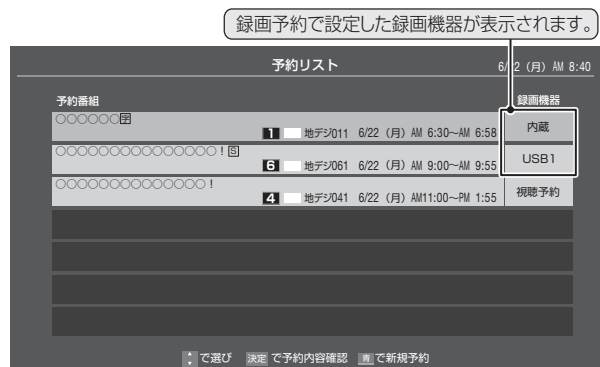 録画予約で設定した録画機器が表示されます。
予約リスト 6/22（月）AM 8:40
予約番組 録画機器
○○○○○○字
1 地デジ011 6/22（月）AM 6:30～AM 6:58 内蔵
○○○○○○○○○○○○○○○！S
6 地デジ061 6/22（月）AM 9:00～AM 9:55 USB1
○○○○○○○○○○○○○○！
4 地デジ041 6/22（月）AM11:00～PM 1:55 視聴予約
で選び 決定 で予約内容確認 青 で新規予約